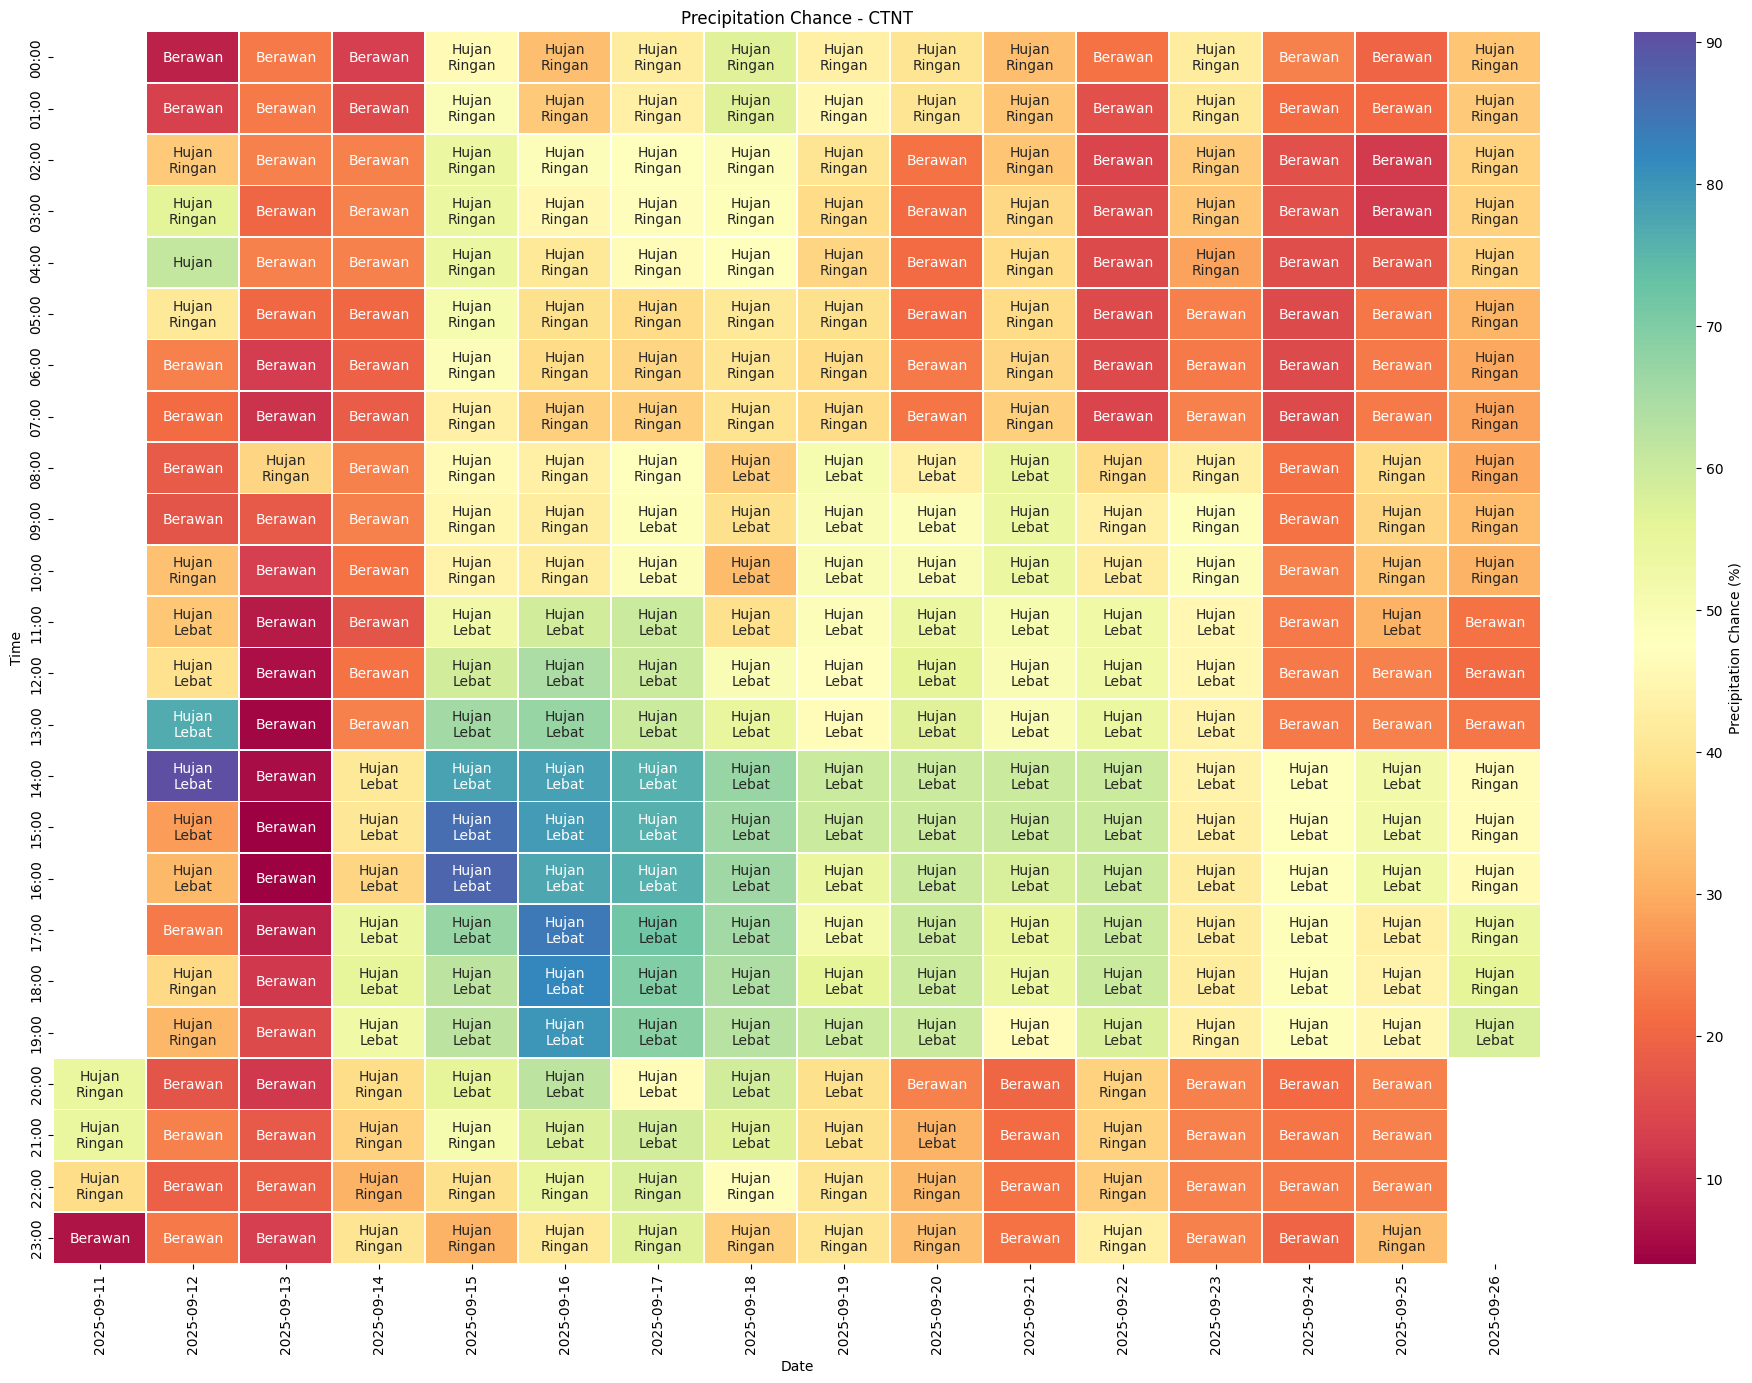 Precipitation Chance - CTNT
00:00 Berawan Berawan Berawan Hujan Ringan Hujan Ringan Hujan Ringan Hujan Ringan Hujan Ringan Hujan Ringan Hujan Ringan Berawan Hujan Ringan Berawan Berawan Hujan Ringan
01:00 Berawan Berawan Berawan Hujan Ringan Hujan Ringan Hujan Ringan Hujan Ringan Hujan Ringan Hujan Ringan Hujan Ringan Berawan Hujan Ringan Berawan Berawan Hujan Ringan
02:00 Hujan Ringan Berawan Berawan Hujan Ringan Hujan Ringan Hujan Ringan Hujan Ringan Hujan Ringan Berawan Hujan Ringan Berawan Hujan Ringan Berawan Berawan Hujan Ringan
03:00 Hujan Ringan Berawan Berawan Hujan Ringan Hujan Ringan Hujan Ringan Hujan Ringan Hujan Ringan Berawan Hujan Ringan Berawan Hujan Ringan Berawan Berawan Hujan Ringan
04:00 Hujan Berawan Berawan Hujan Ringan Hujan Ringan Hujan Ringan Hujan Ringan Hujan Ringan Berawan Hujan Ringan Berawan Hujan Ringan Berawan Berawan Hujan Ringan
05:00 Hujan Ringan Berawan Berawan Hujan Ringan Hujan Ringan Hujan Ringan Hujan Ringan Hujan Ringan Berawan Hujan Ringan Berawan Berawan Berawan Berawan Hujan Ringan
06:00 Berawan Berawan Berawan Hujan Ringan Hujan Ringan Hujan Ringan Hujan Ringan Hujan Ringan Berawan Hujan Ringan Berawan Berawan Berawan Berawan Hujan Ringan
07:00 Berawan Berawan Berawan Hujan Ringan Hujan Ringan Hujan Ringan Hujan Ringan Hujan Ringan Berawan Hujan Ringan Berawan Berawan Berawan Berawan Hujan Ringan
08:00 Berawan Hujan Ringan Berawan Hujan Ringan Hujan Ringan Hujan Ringan Hujan Lebat Hujan Lebat Hujan Lebat Hujan Lebat Hujan Ringan Hujan Ringan Berawan Hujan Ringan Hujan Ringan
09:00 Berawan Berawan Berawan Hujan Ringan Hujan Ringan Hujan Lebat Hujan Lebat Hujan Lebat Hujan Lebat Hujan Lebat Hujan Ringan Hujan Ringan Berawan Hujan Ringan Hujan Ringan
10:00 Hujan Ringan Berawan Berawan Hujan Ringan Hujan Ringan Hujan Lebat Hujan Lebat Hujan Lebat Hujan Lebat Hujan Lebat Hujan Lebat Hujan Ringan Berawan Hujan Ringan Hujan Ringan
11:00 Hujan Lebat Berawan Berawan Hujan Lebat Hujan Lebat Hujan Lebat Hujan Lebat Hujan Lebat Hujan Lebat Hujan Lebat Hujan Lebat Hujan Lebat Berawan Hujan Lebat Berawan
12:00 Hujan Lebat Berawan Berawan Hujan Lebat Hujan Lebat Hujan Lebat Hujan Lebat Hujan Lebat Hujan Lebat Hujan Lebat Hujan Lebat Hujan Lebat Berawan Berawan Berawan
13:00 Hujan Lebat Berawan Berawan Hujan Lebat Hujan Lebat Hujan Lebat Hujan Lebat Hujan Lebat Hujan Lebat Hujan Lebat Hujan Lebat Hujan Lebat Berawan Berawan Berawan
14:00 Hujan Lebat Berawan Hujan Lebat Hujan Lebat Hujan Lebat Hujan Lebat Hujan Lebat Hujan Lebat Hujan Lebat Hujan Lebat Hujan Lebat Hujan Lebat Hujan Lebat Hujan Lebat Hujan Ringan
15:00 Hujan Lebat Berawan Hujan Lebat Hujan Lebat Hujan Lebat Hujan Lebat Hujan Lebat Hujan Lebat Hujan Lebat Hujan Lebat Hujan Lebat Hujan Lebat Hujan Lebat Hujan Lebat Hujan Ringan
16:00 Hujan Lebat Berawan Hujan Lebat Hujan Lebat Hujan Lebat Hujan Lebat Hujan Lebat Hujan Lebat Hujan Lebat Hujan Lebat Hujan Lebat Hujan Lebat Hujan Lebat Hujan Lebat Hujan Ringan
17:00 Berawan Berawan Hujan Lebat Hujan Lebat Hujan Lebat Hujan Lebat Hujan Lebat Hujan Lebat Hujan Lebat Hujan Lebat Hujan Lebat Hujan Lebat Hujan Lebat Hujan Lebat Hujan Ringan
18:00 Hujan Ringan Berawan Hujan Lebat Hujan Lebat Hujan Lebat Hujan Lebat Hujan Lebat Hujan Lebat Hujan Lebat Hujan Lebat Hujan Lebat Hujan Lebat Hujan Lebat Hujan Lebat Hujan Ringan
19:00 Hujan Ringan Berawan Hujan Lebat Hujan Lebat Hujan Lebat Hujan Lebat Hujan Lebat Hujan Lebat Hujan Lebat Hujan Lebat Hujan Lebat Hujan Ringan Hujan Lebat Hujan Lebat Hujan Lebat
20:00 Hujan Ringan Berawan Berawan Hujan Ringan Hujan Lebat Hujan Lebat Hujan Lebat Hujan Lebat Hujan Lebat Berawan Berawan Hujan Ringan Berawan Berawan Berawan
21:00 Hujan Ringan Berawan Berawan Hujan Ringan Hujan Ringan Hujan Lebat Hujan Lebat Hujan Lebat Hujan Lebat Hujan Lebat Berawan Hujan Ringan Berawan Berawan Berawan
22:00 Hujan Ringan Berawan Berawan Hujan Ringan Hujan Ringan Hujan Ringan Hujan Ringan Hujan Ringan Hujan Ringan Hujan Ringan Berawan Hujan Ringan Berawan Berawan Berawan
23:00 Berawan Berawan Berawan Hujan Ringan Hujan Ringan Hujan Ringan Hujan Ringan Hujan Ringan Hujan Ringan Hujan Ringan Berawan Hujan Ringan Berawan Berawan Hujan Ringan
Time
2025-09-11 2025-09-12 2025-09-13 2025-09-14 2025-09-15 2025-09-16 2025-09-17 2025-09-18 2025-09-19 2025-09-20 2025-09-21 2025-09-22 2025-09-23 2025-09-24 2025-09-25 2025-09-26
Date
90
80
70
60
50
40
30
20
10
Precipitation Chance (%)